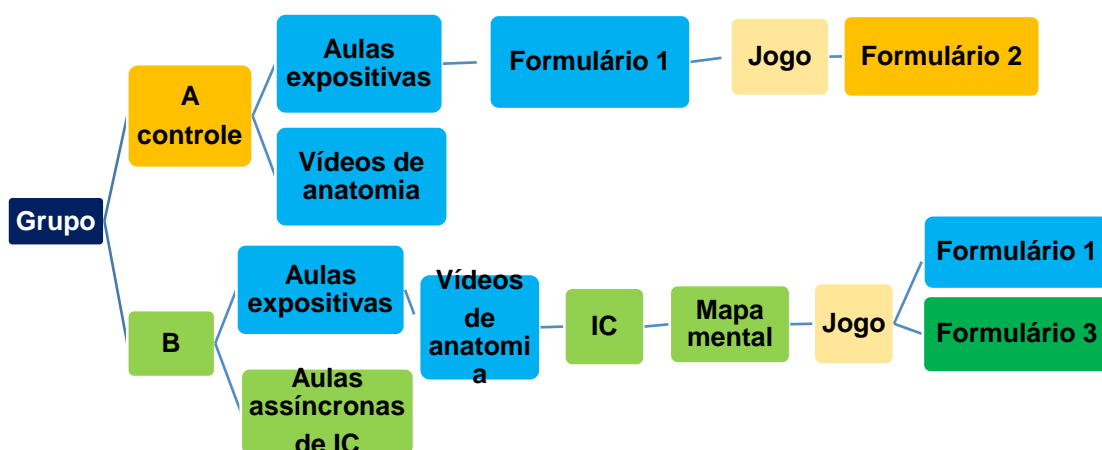 Grupo
A
controle
Aulas
expositivas
Formulário 1
Jogo
Formulário 2
Vídeos de
anatomia
B
Aulas
expositivas
Vídeos
de
anatomi
a
IC
Mapa
mental
Jogo
Formulário 1
Formulário 3
Aulas
assíncronas
de IC